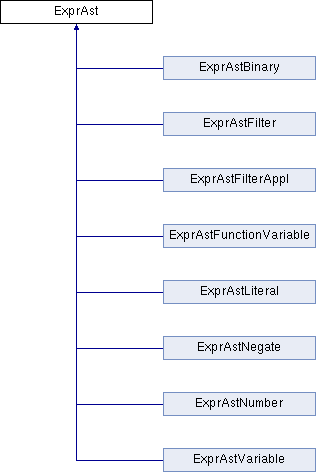 ExprAst
ExprAstBinary
ExprAstFilter
ExprAstFilterAppl
ExprAstFunctionVariable
ExprAstLiteral
ExprAstNegate
ExprAstNumber
ExprAstVariable